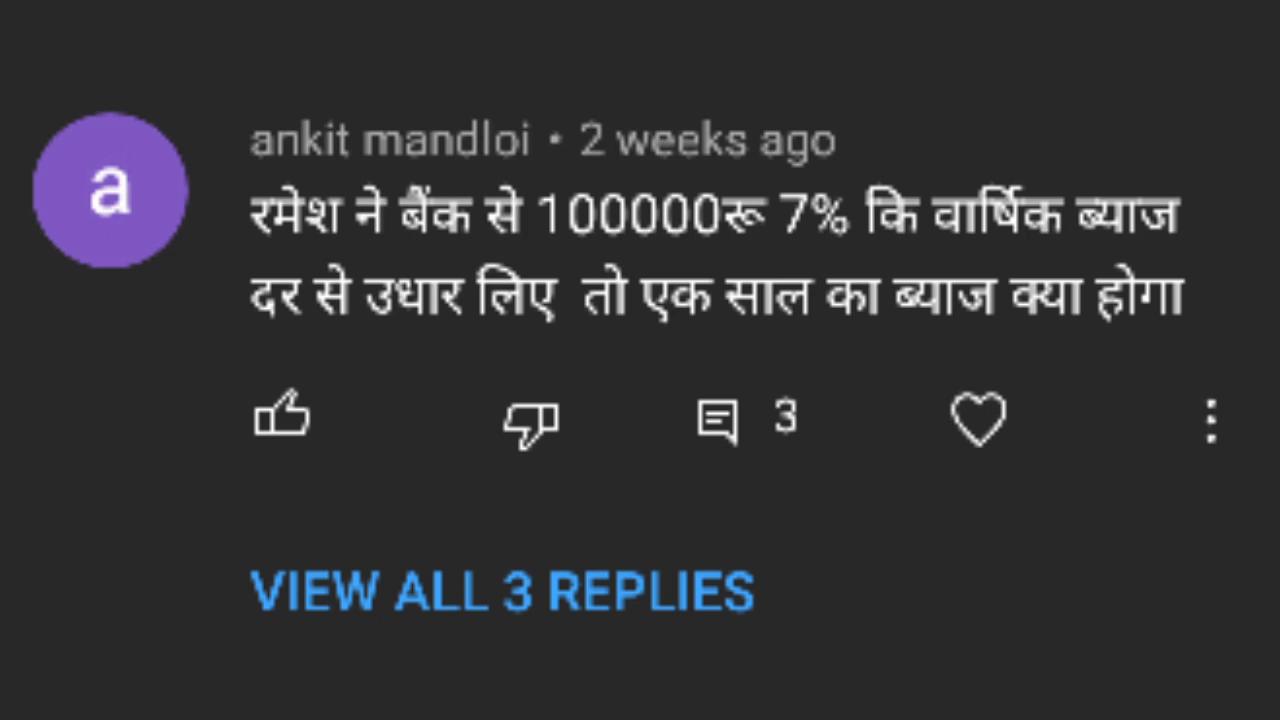 a
ankit mandloi • 2 weeks ago
रमेश ने बैंक से 100000रू 7% कि वार्षिक ब्याज
दर से उधार लिए तो एक साल का ब्याज क्या होगा
3
VIEW ALL 3 REPLIES